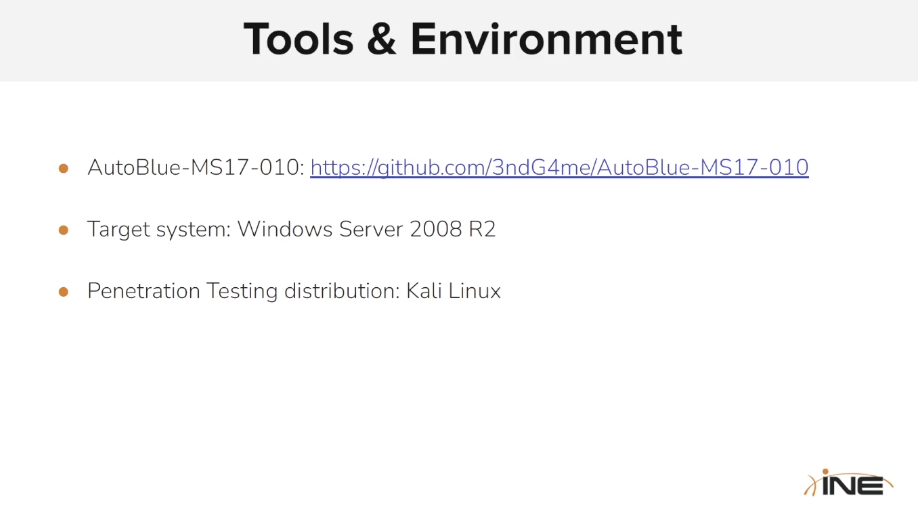 Tools & Environment
AutoBlue-MS17-010: https://github.com/3ndG4me/AutoBlue-MS17-010
Target system: Windows Server 2008 R2
Penetration Testing distribution: Kali Linux
INE